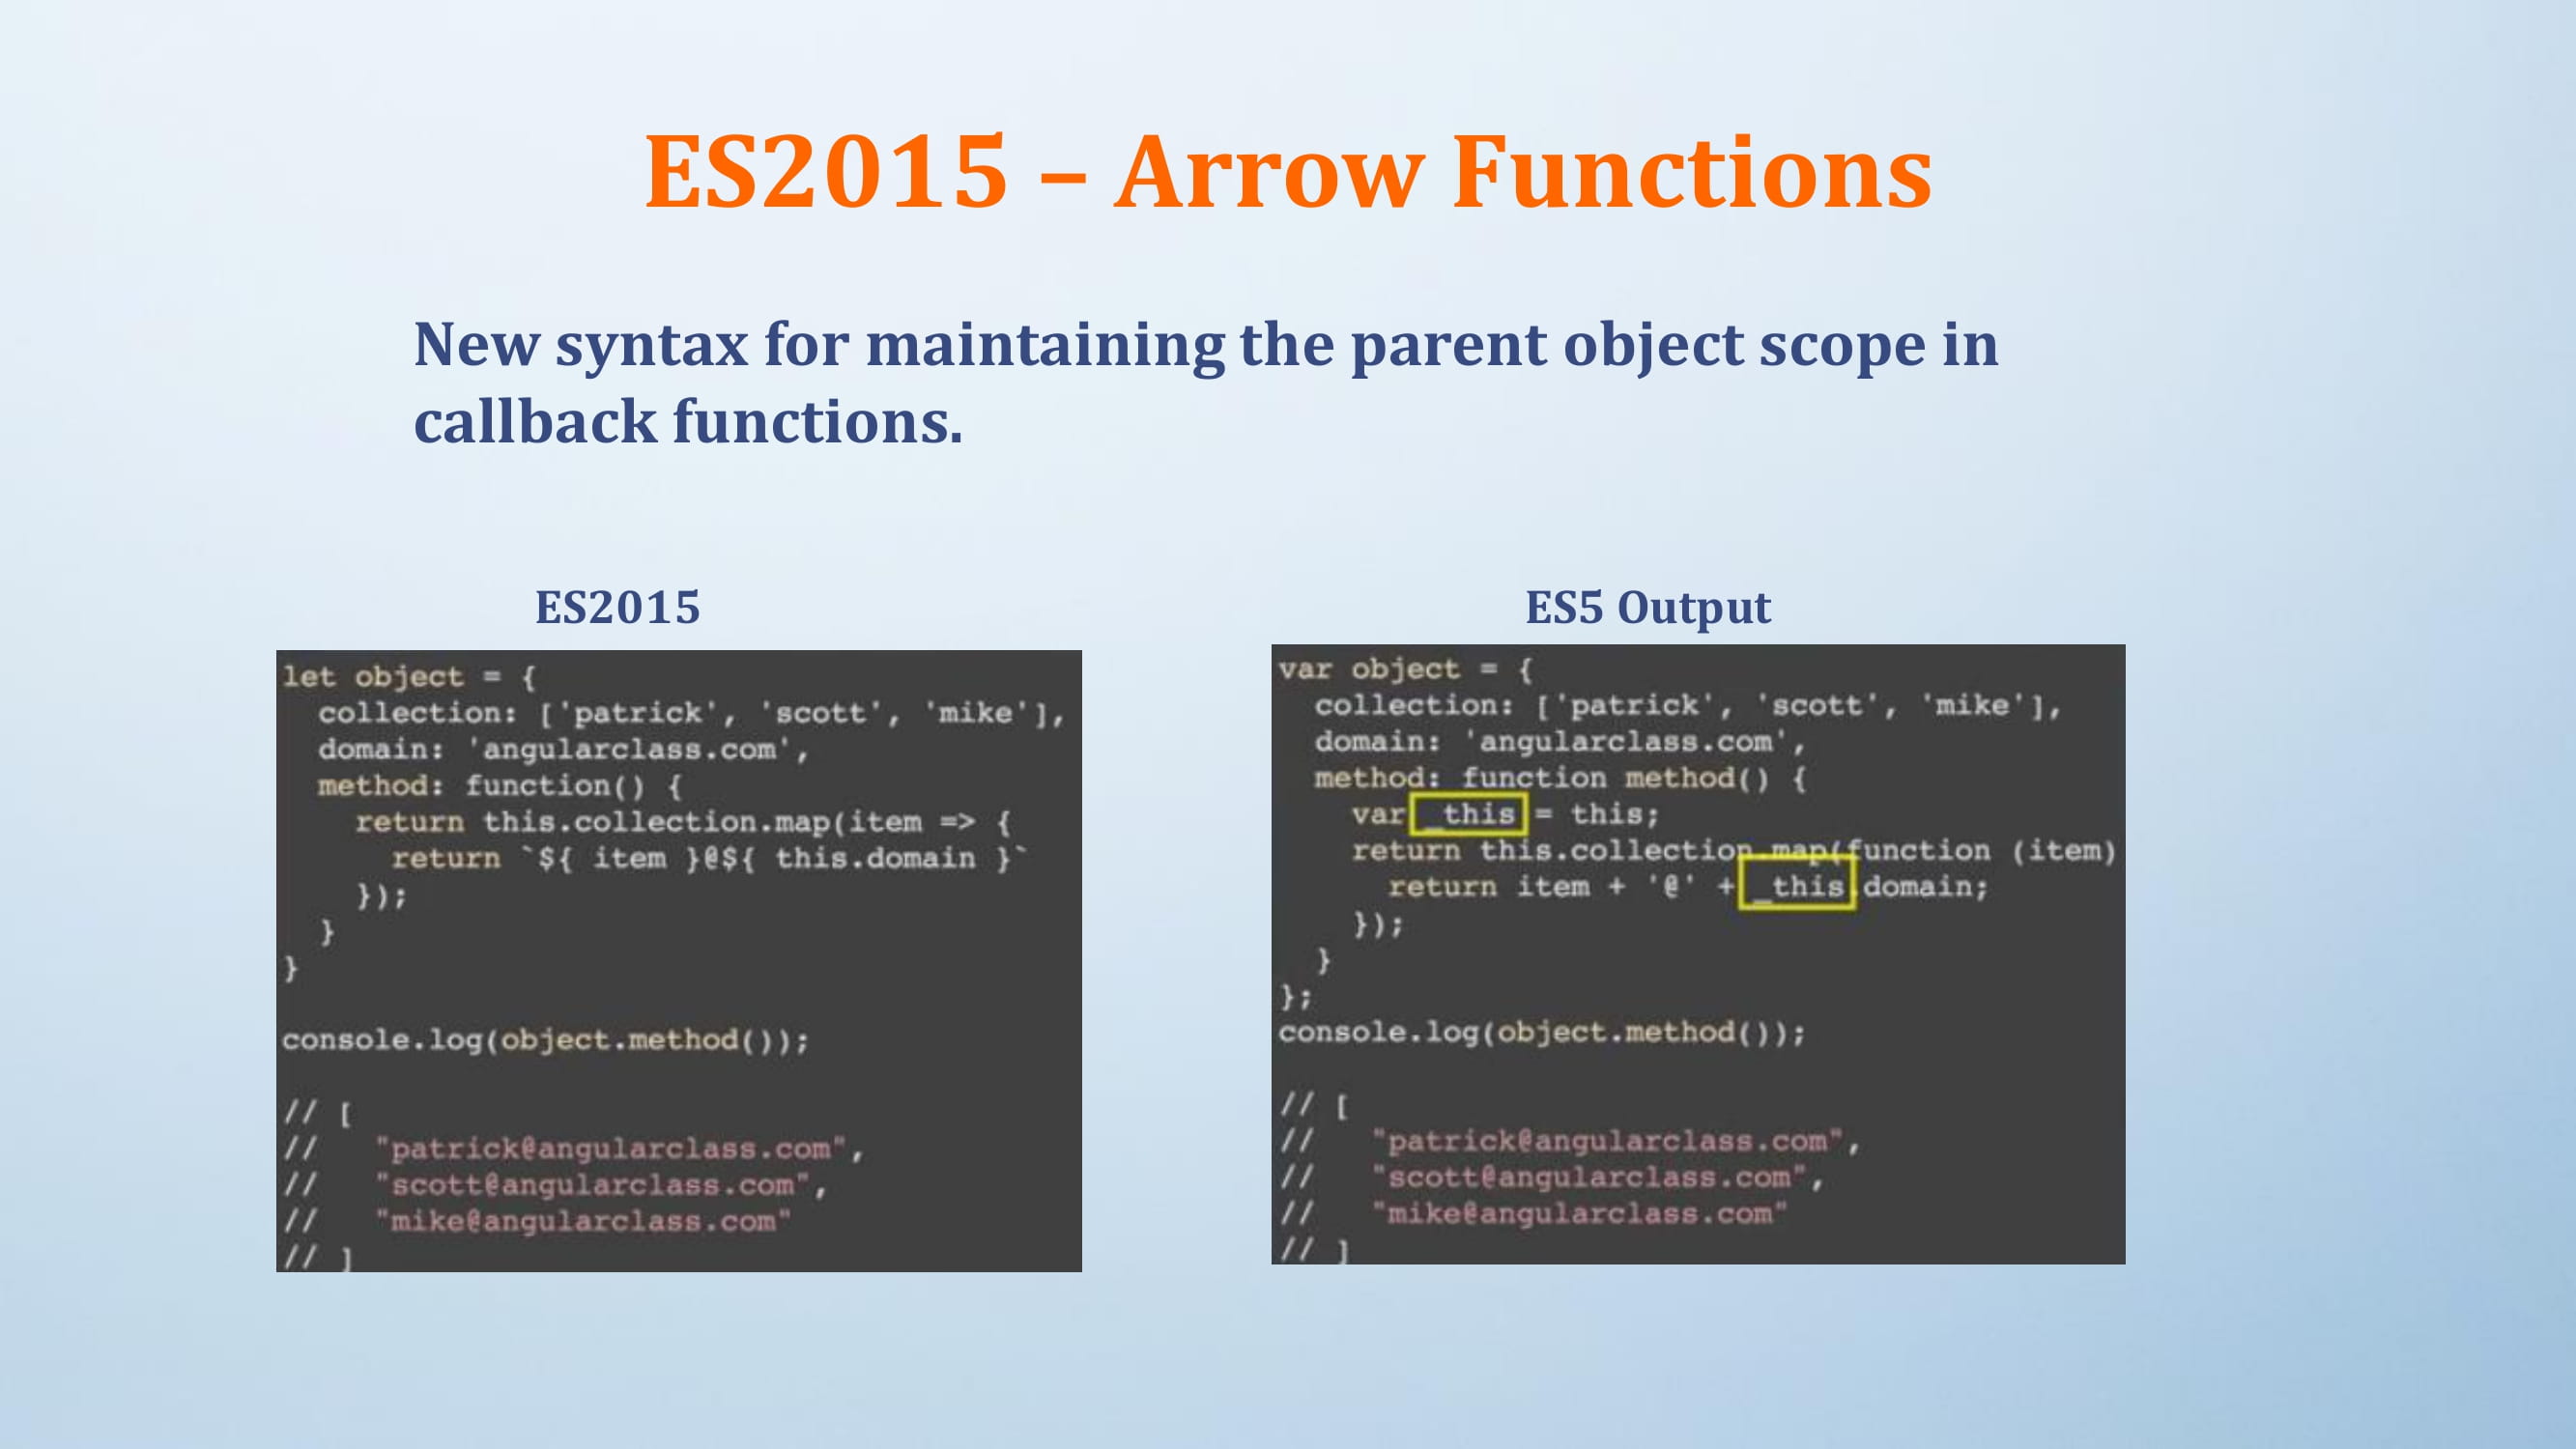 ES2015 – Arrow Functions
New syntax for maintaining the parent object scope in
callback functions.
ES2015
let object = {
  collection: ['patrick', 'scott', 'mike'],
  domain: 'angularclass.com',
  method: function() {
    return this.collection.map(item => {
      return `${ item }@${ this.domain }`
    });
  }
}
console.log(object.method());
// [
//   "patrick@angularclass.com",
//   "scott@angularclass.com",
//   "mike@angularclass.com"
// ]
ES5 Output
var object = {
  collection: ['patrick', 'scott', 'mike'],
  domain: 'angularclass.com',
  method: function method() {
    var _this = this;
    return this.collection.map(function (item)
      return item + '@' + _this.domain;
    });
  }
};
console.log(object.method());
// [
//   "patrick@angularclass.com",
//   "scott@angularclass.com",
//   "mike@angularclass.com"
// ]